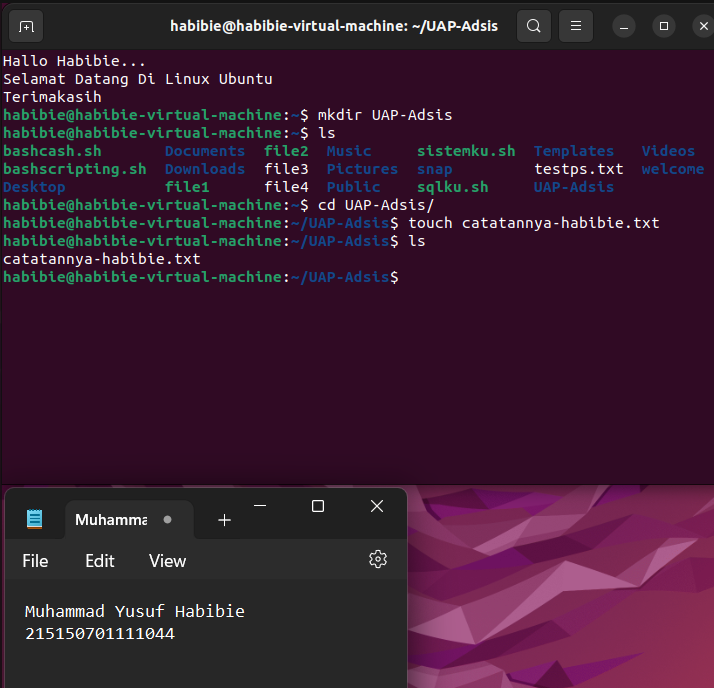 habibie@habibie-virtual-machine: ~/UAP-Adsis
Hallo Habibie...
Selamat Datang Di Linux Ubuntu
Terimakasih
habibie@habibie-virtual-machine:~$ mkdir UAP-Adsis
habibie@habibie-virtual-machine:~$ ls
bashcash.sh Documents file2 Music sistemku.sh Templates Videos
bashscripting.sh Downloads file3 Pictures snap testps.txt welcome
Desktop file1 file4 Public sqlku.sh UAP-Adsis
habibie@habibie-virtual-machine:~$ cd UAP-Adsis/
habibie@habibie-virtual-machine:~/UAP-Adsis$ touch catatannya-habibie.txt
habibie@habibie-virtual-machine:~/UAP-Adsis$ ls
catatannya-habibie.txt
habibie@habibie-virtual-machine:~/UAP-Adsis$
Muhamma
File Edit View
Muhammad Yusuf Habibie
215150701111044